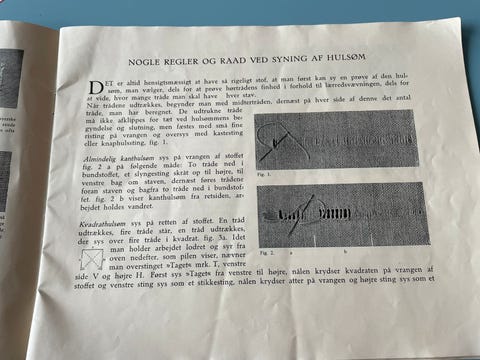 NOGLE REGLER OG RAAD VED SYNING AF HULSØM
DET er altid hensigtsmæssigt at have så rigeligt stof, at man først kan sy en prøve af den hul-
søm, man vælger, dels for at prøve hørtrådens finhed i forhold til lærredsvævningen, dels for
at vide, hvor mange tråde man skal have i hver stav.
Når trådene udtrækkes, begynder man med midtertråden, dernæst på hver side af denne det antal
tråde, man har beregnet. De udtrukne tråde
må ikke afklippes for tæt ved hulsømmens be-
gyndelse og slutning, men fæstes med små fine
risting på vrangen og oversys med kastesting
eller knaphulsting, fig. 1.
Almindelig kanthulsøm sys på vrangen af stoffet
fig. 2 a på følgende måde: To tråde ned i
bundstoffet, et slyngesting skråt op til højre, til
venstre bag om staven, dernæst føres tråden
foran staven og bagfra to tråde ned i bundstof-
fet. fig. 2 b viser kanthulsøm fra retsiden, ar-
bejdet holdes vandret.
Kvadrathulsøm sys på retten af stoffet. En tråd
udtrækkes, fire tråde står, en tråd udtrækkes,
der sys over fire tråde i kvadrat. fig. 3a. I det
man holder arbejdet lodret og syr fra
oven nedefter, som pilen viser, nævner
man overstinget »Taget« mrk. T, venstre
side V og højre H. Først sys »Taget« fra venstre til højre, nålen krydser kvadraten på vrangen af
stoffet og venstre sting sys som et stikkesting, nålen krydser atter på vrangen og højre sting sys som et
Fig. 1.
Fig. 2. a b